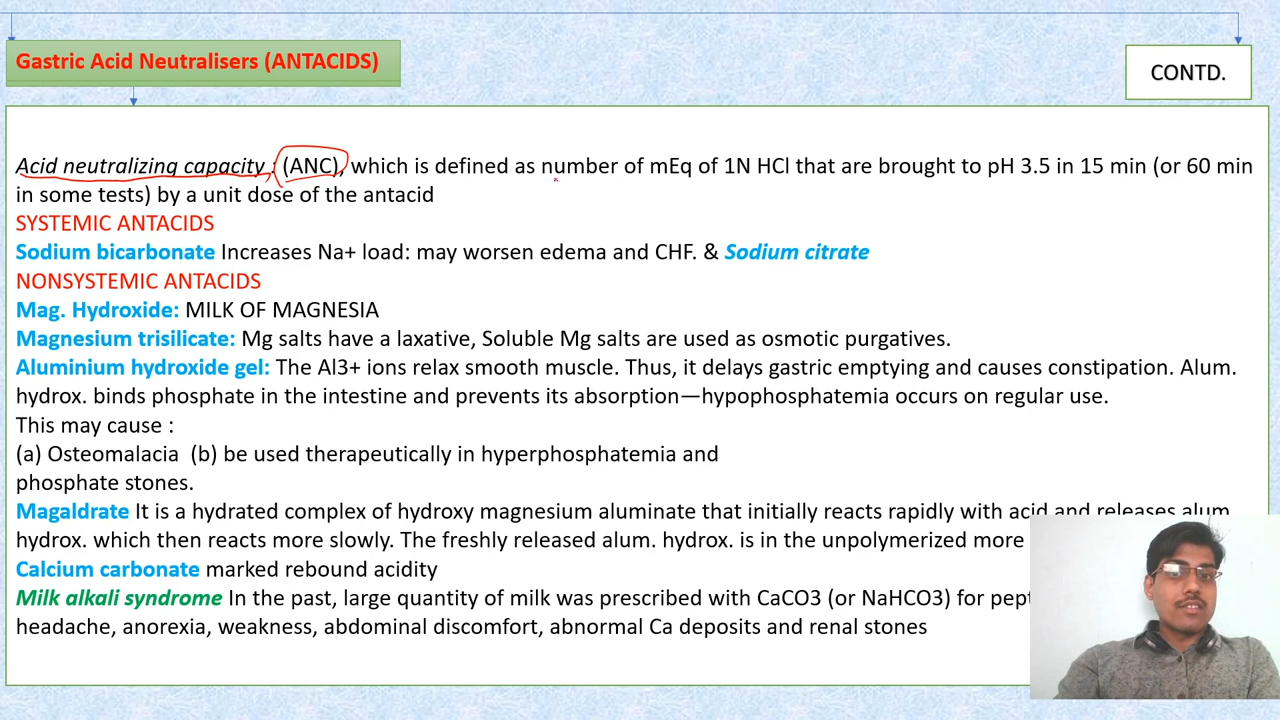 Gastric Acid Neutralisers (ANTACIDS)
CONTD.
Acid neutralizing capacity : (ANC), which is defined as number of mEq of 1N HCl that are brought to pH 3.5 in 15 min (or 60 min
in some tests) by a unit dose of the antacid
SYSTEMIC ANTACIDS
Sodium bicarbonate Increases Na+ load: may worsen edema and CHF. & Sodium citrate
NONSYSTEMIC ANTACIDS
Mag. Hydroxide: MILK OF MAGNESIA
Magnesium trisilicate: Mg salts have a laxative, Soluble Mg salts are used as osmotic purgatives.
Aluminium hydroxide gel: The Al3+ ions relax smooth muscle. Thus, it delays gastric emptying and causes constipation. Alum.
hydrox. binds phosphate in the intestine and prevents its absorption—hypophosphatemia occurs on regular use.
This may cause :
(a) Osteomalacia (b) be used therapeutically in hyperphosphatemia and
phosphate stones.
Magaldrate It is a hydrated complex of hydroxy magnesium aluminate that initially reacts rapidly with acid and releases alum.
hydrox. which then reacts more slowly. The freshly released alum. hydrox. is in the unpolymerized more
Calcium carbonate marked rebound acidity
Milk alkali syndrome In the past, large quantity of milk was prescribed with CaCO3 (or NaHCO3) for
headache, anorexia, weakness, abdominal discomfort, abnormal Ca deposits and renal stones